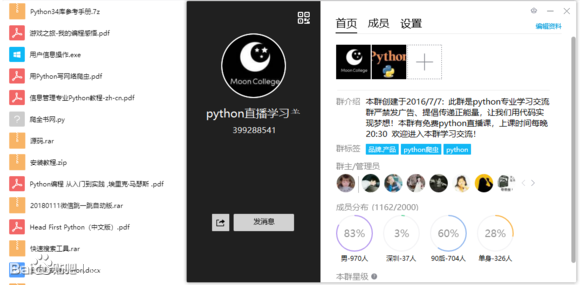 Python34库参考手册.7z
游戏之旅-我的编程感悟.pdf
用户信息操作.exe
用Python写网络爬虫.pdf
信息管理专业Python教程-zh-cn.pdf
爬金书网.py
源码.rar
安装教程.zip
Python编程 从入门到实践 ,埃里克·马瑟斯 .pdf
20180111微信跳一跳自动版.rar
Head First Python（中文版）.pdf
快速搜索工具.rar
Moon College
python直播学习
399288541
发消息
首页 成员 设置
编辑资料
Moon College
Python
群介绍 本群创建于2016/7/7：此群是python专业学习交流
群严禁发广告、提倡传递正能量，让我们用代码实
现梦想！本群有免费python直播课，上课时间每晚
20:30 欢迎进入本群学习交流！
群标签 品牌.产品 python爬虫 python
群主/管理员
成员分布 (1162/2000)
83% 3% 60% 28%
男-970人 深圳-37人 90后-704人 单身-326人
本群星级